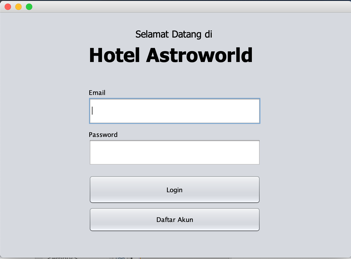 Selamat Datang di
Hotel Astroworld
Email
Password
Login
Daftar Akun